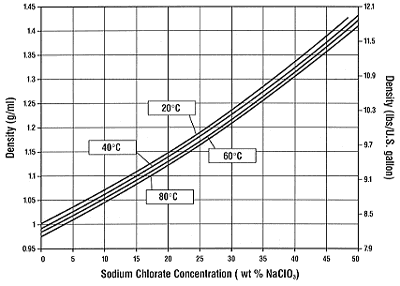 1.45
1.4
1.35
1.3
1.25
1.2
1.15
1.1
1.05
1
0.95
Density (g/ml)
12.1
11.5
10.9
10.3
9.7
9.1
8.5
7.9
Density (lbs/U.S. gallon)
20°C
40°C
60°C
80°C
0 5 10 15 20 25 30 35 40 45 50
Sodium Chlorate Concentration ( wt % NaClO₃)